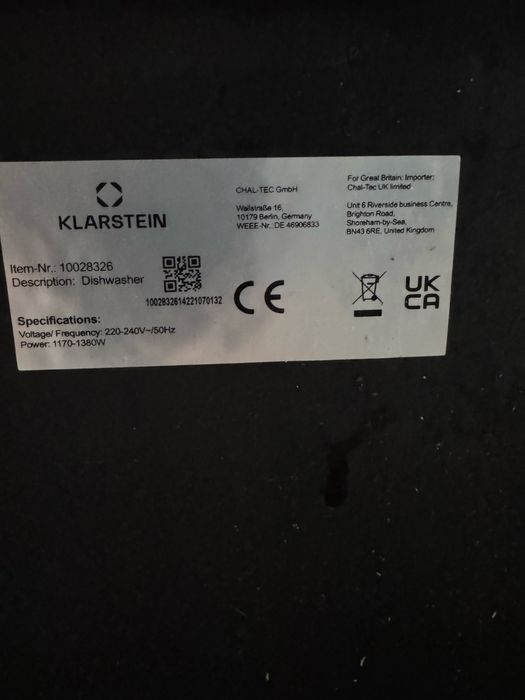 KLARSTEIN
CHAL-TEC GmbH
Wallstraße 16,
10179 Berlin, Germany
WEEE-Nr.: DE 46906833
For Great Britain: Importer:
Chal-Tec UK limited
Unit 6 Riverside business Centre,
Brighton Road,
Shoreham-by-Sea,
BN43 6RE, United Kingdom
Item-Nr.: 10028326
Description: Dishwasher
1002832614221070132
CE
UK
CA
Specifications:
Voltage/ Frequency: 220-240V~/50Hz
Power: 1170-1380W